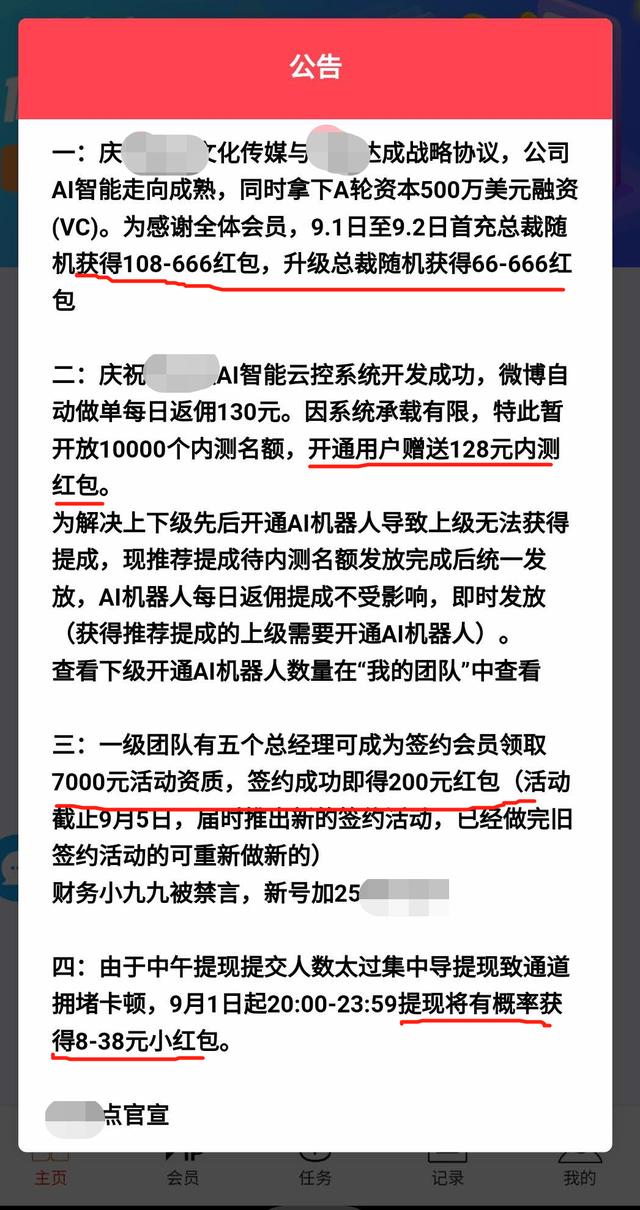 公告
一：庆 文化传媒与 达成战略协议，公司
AI智能走向成熟，同时拿下A轮资本500万美元融资
(VC)。为感谢全体会员，9.1日至9.2日首充总裁随
机获得108-666红包，升级总裁随机获得66-666红
包
二：庆祝 AI智能云控系统开发成功，微博自
动做单每日返佣130元。因系统承载有限，特此暂
开放10000个内测名额，开通用户赠送128元内测
红包。
为解决上下级先后开通AI机器人导致上级无法获得
提成，现推荐提成待内测名额发放完成后统一发
放，AI机器人每日返佣提成不受影响，即时发放
（获得推荐提成的上级需要开通AI机器人）。
查看下级开通AI机器人数量在“我的团队”中查看
三：一级团队有五个总经理可成为签约会员领取
7000元活动资质，签约成功即得200元红包（活动
截止9月5日，届时推出新的签约活动，已经做完旧
签约活动的可重新做新的）
财务小九九被禁言，新号加25
四：由于中午提现提交人数太过集中导提现致通道
拥堵卡顿，9月1日起20:00-23:59提现将有概率获
得8-38元小红包。
点官宣
主页 会员 任务 记录 我的